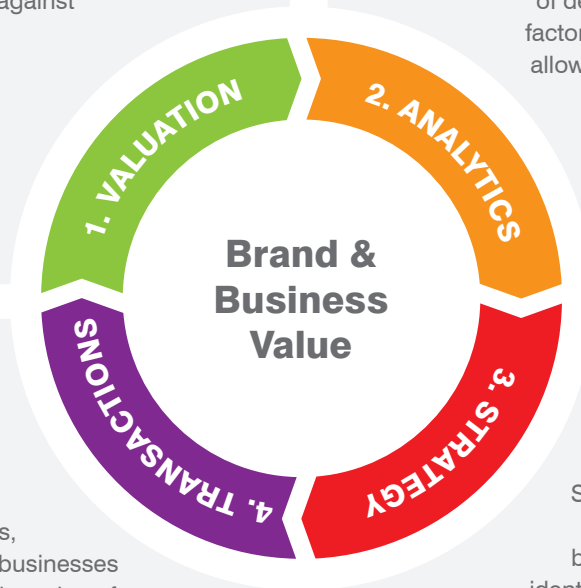 against
of de
factor
allow
1. VALUATION
2. ANALYTICS
Brand &
Business
Value
3. STRATEGY
4. TRANSACTIONS
S
s,
businesses
b